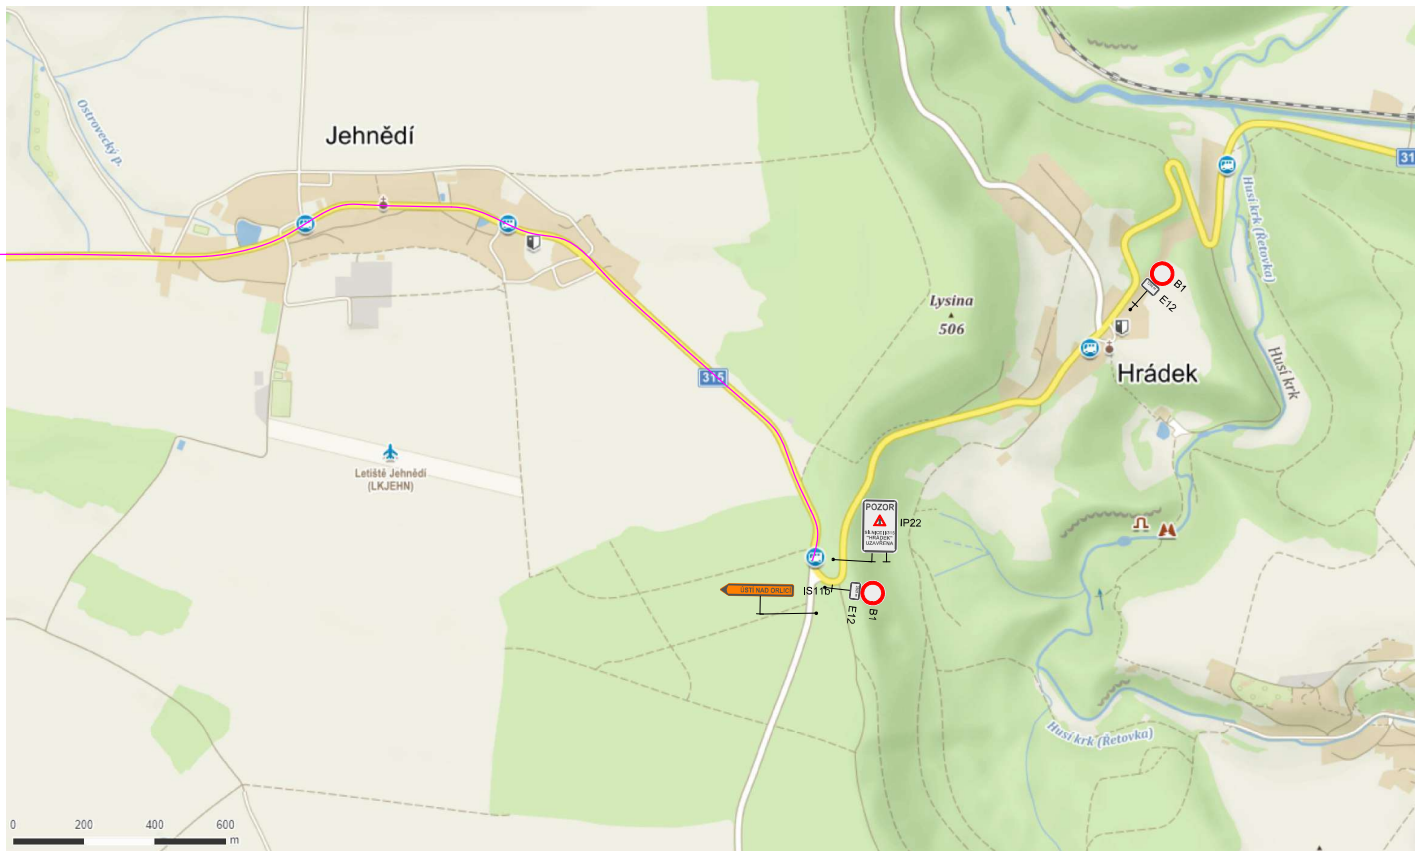 Ostrovecký p.
Jehnědí
31
Husí krk (Řetovka)
B1
E12
Lysina
506
Hrádek
Husí krk
315
Letiště Jehnědí
(LKJEHN)
POZOR
"HRÁDEK"
UZAVŘENA
IP22
ÚSTÍ NAD ORLICÍ
IS11b
E12
B1
Husí krk (Řetovka)
0 200 400 600
m